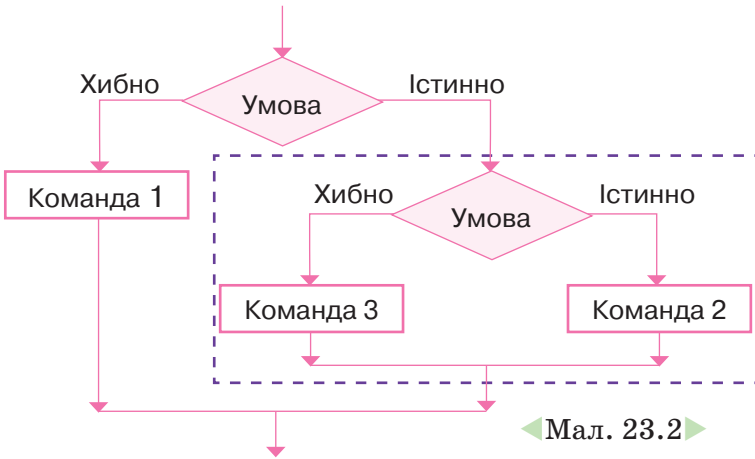 Хибно
Істинно
Умова
Команда 1
Хибно
Істинно
Умова
Команда 3
Команда 2
Мал. 23.2